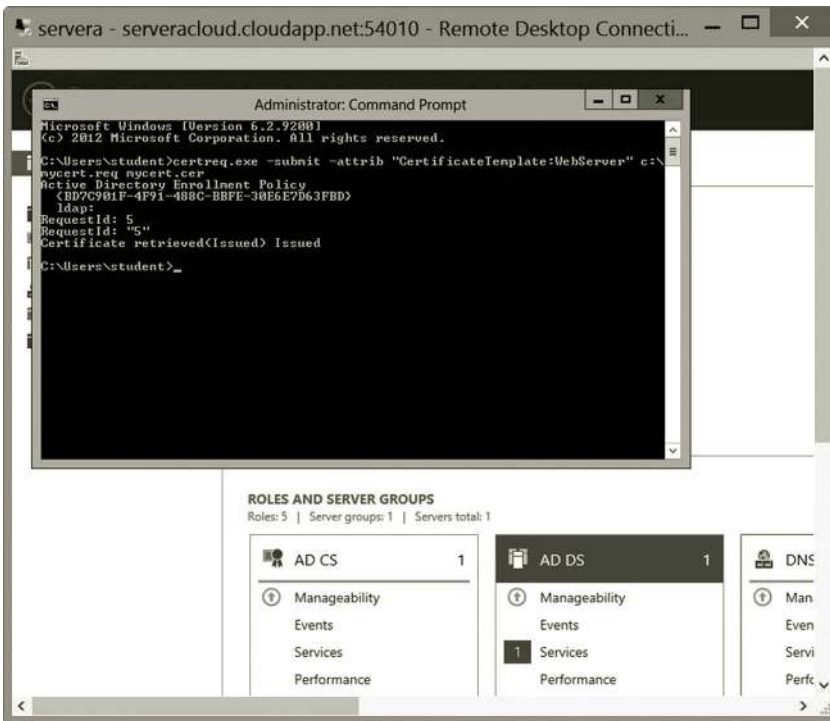 servera - serveracloud.cloudapp.net:54010 - Remote Desktop Connecti...
Administrator: Command Prompt
Microsoft Windows [Version 6.2.9200]
(c) 2012 Microsoft Corporation. All rights reserved.
C:\Users\student>certreq.exe -submit -attrib "CertificateTemplate:WebServer" c:\
mycert.req mycert.cer
Active Directory Enrollment Policy
{BD7C901F-4F91-488C-BBFE-30E6E7D63FBD}
ldap:
RequestId: 5
RequestId: "5"
Certificate retrieved(Issued) Issued
C:\Users\student>_
ROLES AND SERVER GROUPS
Roles: 5 | Server groups: 1 | Servers total: 1
AD CS 1
Manageability
Events
Services
Performance
AD DS 1
Manageability
Events
1 Services
Performance
DNS
Man
Even
Servi
Perfc